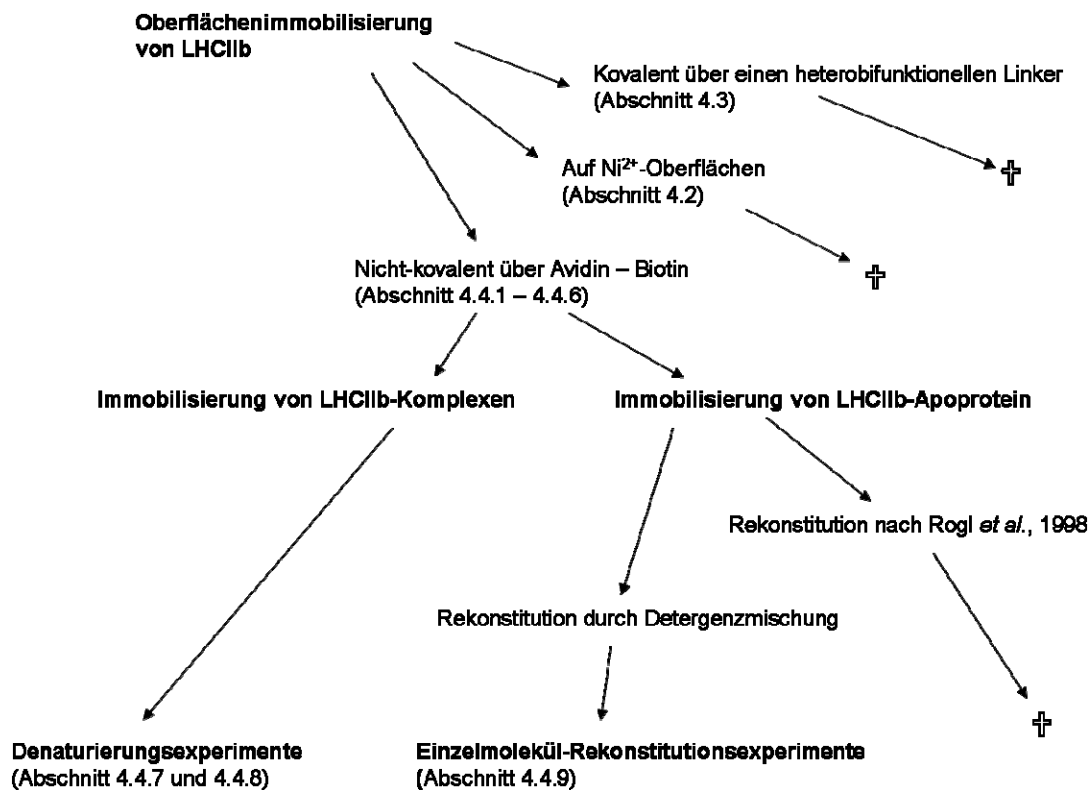 Oberflächenimmobilisierung
von LHCIIb
Kovalent über einen heterobifunktionellen Linker
(Abschnitt 4.3)
✞
Auf Ni²⁺-Oberflächen
(Abschnitt 4.2)
✞
Nicht-kovalent über Avidin – Biotin
(Abschnitt 4.4.1 – 4.4.6)
Immobilisierung von LHCIIb-Komplexen
Immobilisierung von LHCIIb-Apoprotein
Rekonstitution nach Rogl et al., 1998
Rekonstitution durch Detergenzmischung
✞
Denaturierungsexperimente
(Abschnitt 4.4.7 und 4.4.8)
Einzelmolekül-Rekonstitutionsexperimente
(Abschnitt 4.4.9)